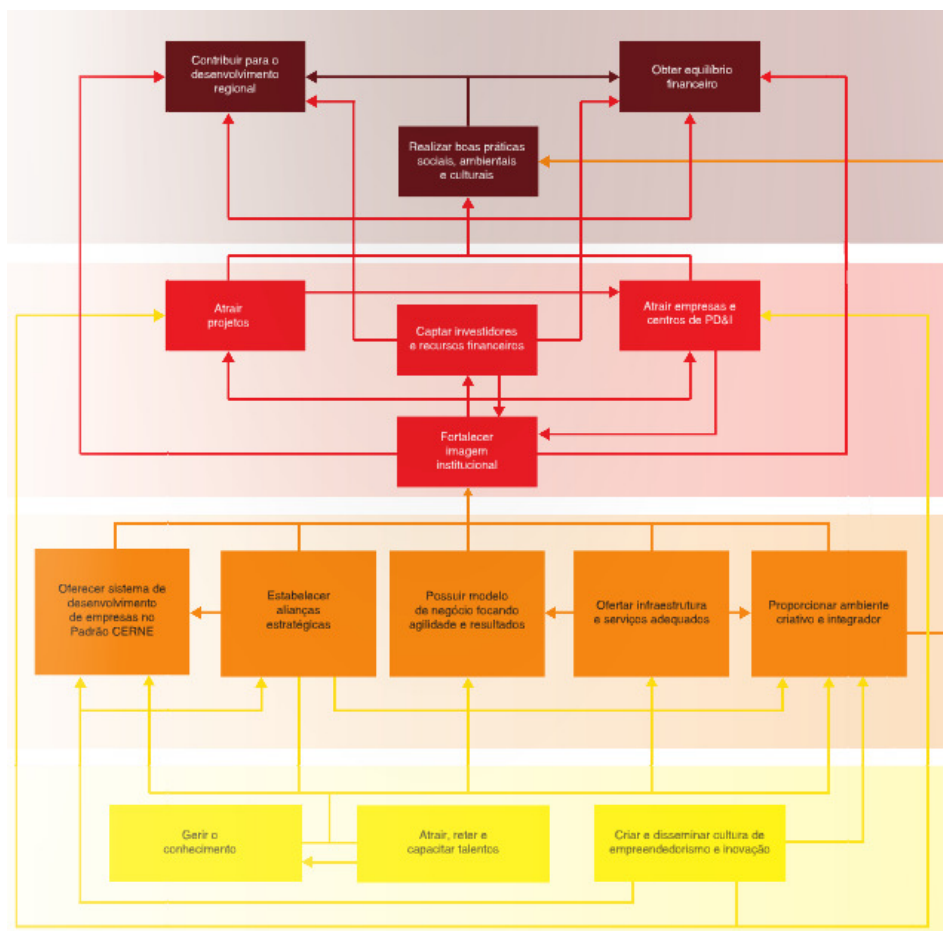 Contribuir para o
desenvolvimento
regional
Obter equilíbrio
financeiro
Realizar boas práticas
sociais, ambientais
e culturais
Atrair
projetos
Captar investidores
e recursos financeiros
Atrair empresas e
centros de PD&I
Fortalecer
imagem
institucional
Oferecer sistema de
desenvolvimento
de empresas no
Padrão CERNE
Estabelecer
alianças
estratégicas
Possuir modelo
de negócio focando
agilidade e resultados
Ofertar infraestrutura
e serviços adequados
Proporcionar ambiente
criativo e integrador
Gerir o
conhecimento
Atrair, reter e
capacitar talentos
Criar e disseminar cultura de
empreendedorismo e inovação